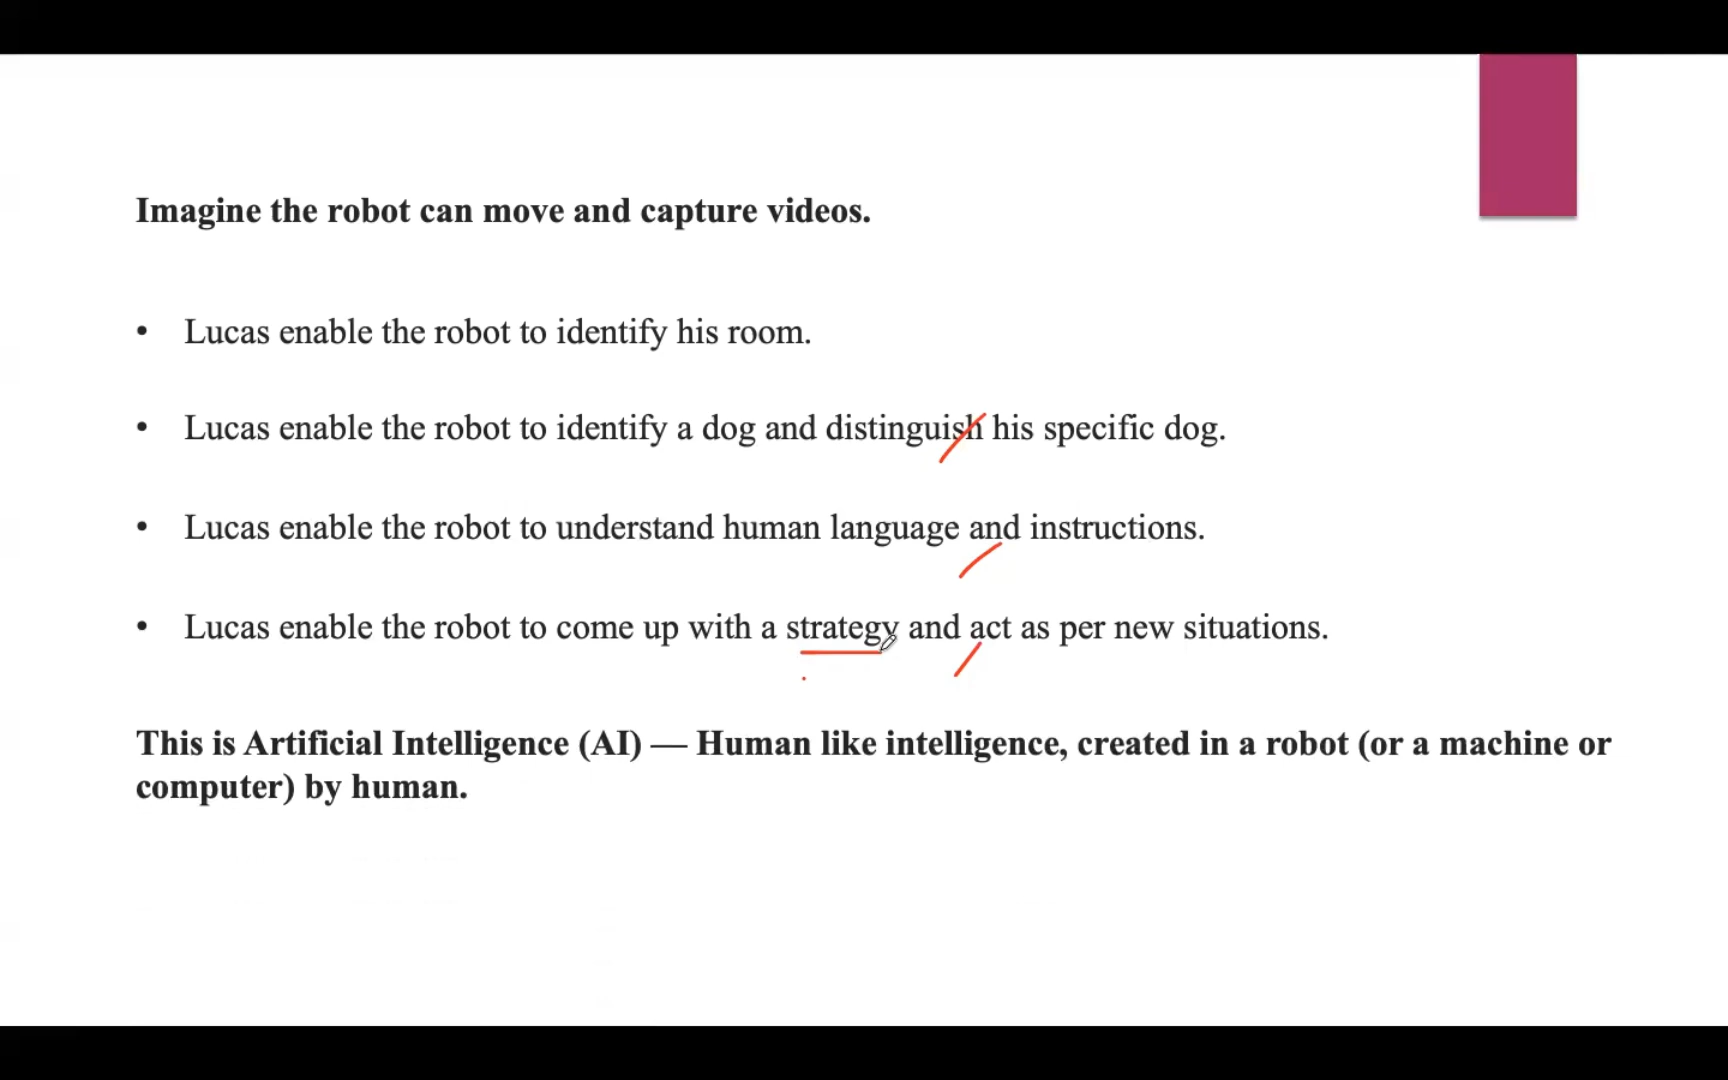 Imagine the robot can move and capture videos.
• Lucas enable the robot to identify his room.
• Lucas enable the robot to identify a dog and distinguish his specific dog.
• Lucas enable the robot to understand human language and instructions.
• Lucas enable the robot to come up with a strategy and act as per new situations.
This is Artificial Intelligence (AI) — Human like intelligence, created in a robot (or a machine or
computer) by human.